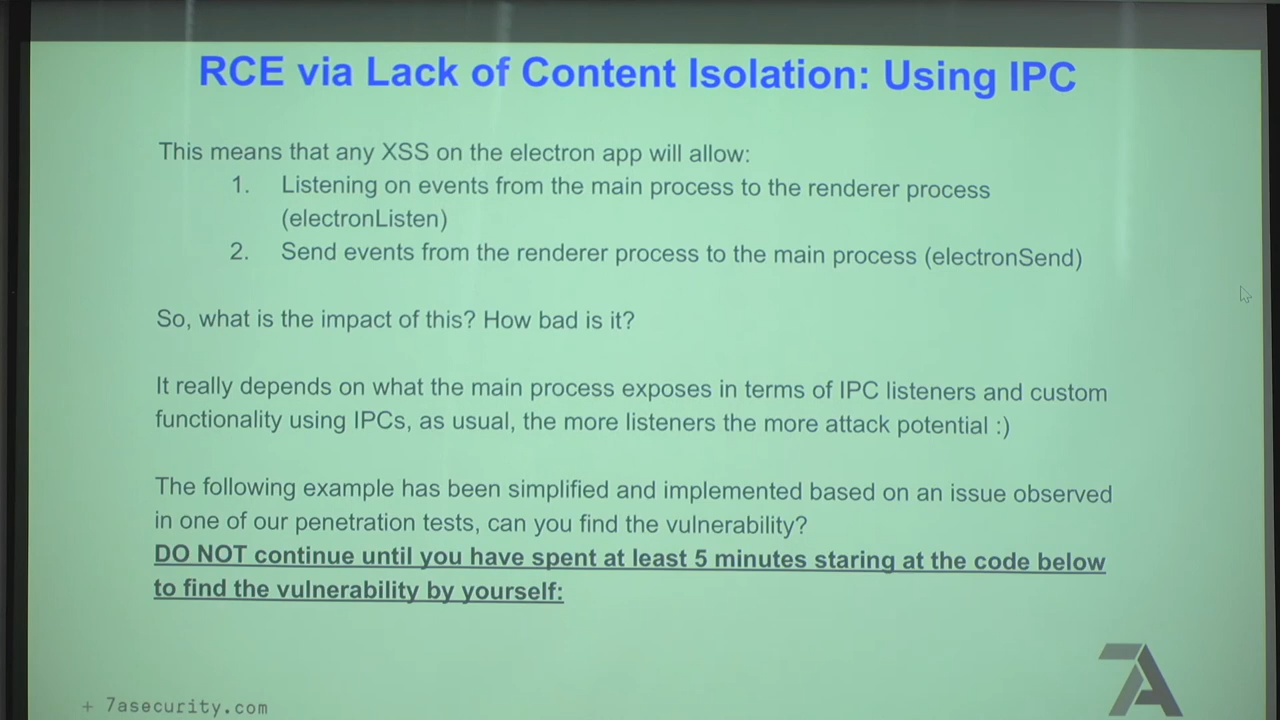 RCE via Lack of Content Isolation: Using IPC
This means that any XSS on the electron app will allow:
1. Listening on events from the main process to the renderer process
(electronListen)
2. Send events from the renderer process to the main process (electronSend)
So, what is the impact of this? How bad is it?
It really depends on what the main process exposes in terms of IPC listeners and custom
functionality using IPCs, as usual, the more listeners the more attack potential :)
The following example has been simplified and implemented based on an issue observed
in one of our penetration tests, can you find the vulnerability?
DO NOT continue until you have spent at least 5 minutes staring at the code below
to find the vulnerability by yourself:
+ 7asecurity.com
7A